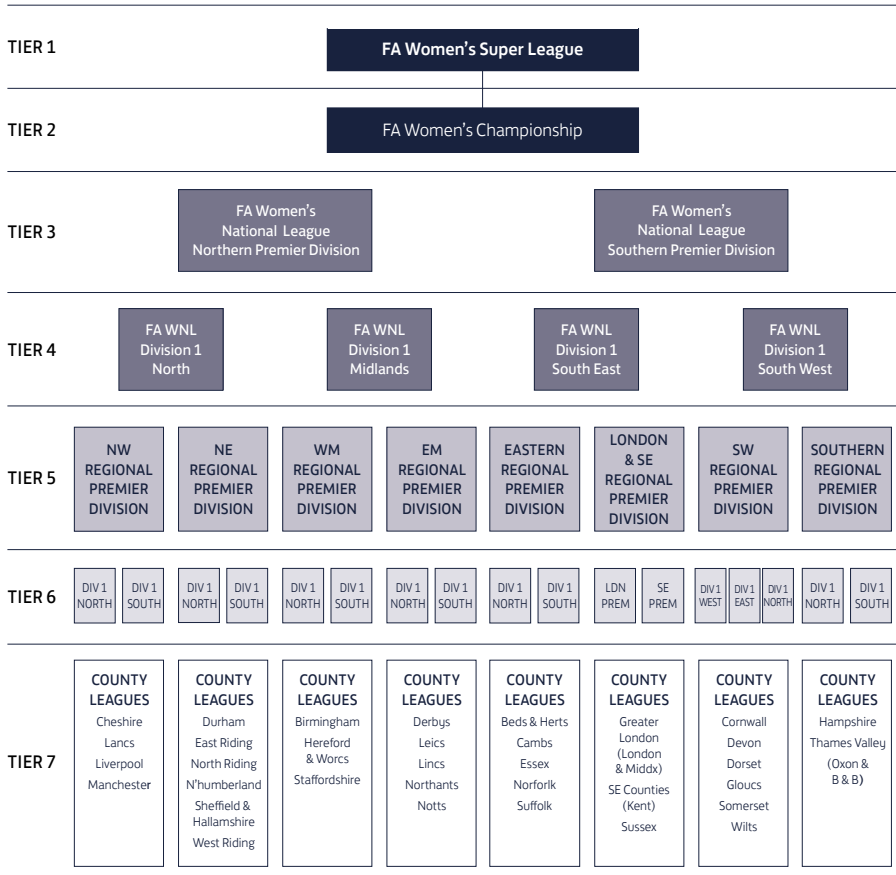 TIER 1
FA Women's Super League
TIER 2
FA Women's Championship
TIER 3
FA Women's
National League
Northern Premier Division
FA Women's
National League
Southern Premier Division
TIER 4
FA WNL
Division 1
North
FA WNL
Division 1
Midlands
FA WNL
Division 1
South East
FA WNL
Division 1
South West
TIER 5
NW
REGIONAL
PREMIER
DIVISION
NE
REGIONAL
PREMIER
DIVISION
WM
REGIONAL
PREMIER
DIVISION
EM
REGIONAL
PREMIER
DIVISION
EASTERN
REGIONAL
PREMIER
DIVISION
LONDON
& SE
REGIONAL
PREMIER
DIVISION
SW
REGIONAL
PREMIER
DIVISION
SOUTHERN
REGIONAL
PREMIER
DIVISION
TIER 6
DIV 1
NORTH
DIV 1
SOUTH
DIV 1
NORTH
DIV 1
SOUTH
DIV 1
NORTH
DIV 1
SOUTH
DIV 1
NORTH
DIV 1
SOUTH
DIV 1
NORTH
DIV 1
SOUTH
LDN
PREM
SE
PREM
DIV 1
WEST
DIV 1
EAST
DIV 1
NORTH
DIV 1
NORTH
DIV 1
SOUTH
TIER 7
COUNTY
LEAGUES
Cheshire
Lancs
Liverpool
Manchester
COUNTY
LEAGUES
Durham
East Riding
North Riding
N'humberland
Sheffield &
Hallamshire
West Riding
COUNTY
LEAGUES
Birmingham
Hereford
& Worcs
Staffordshire
COUNTY
LEAGUES
Derbys
Leics
Lincs
Northants
Notts
COUNTY
LEAGUES
Beds & Herts
Cambs
Essex
Norforlk
Suffolk
COUNTY
LEAGUES
Greater
London
(London
& Middx)
SE Counties
(Kent)
Sussex
COUNTY
LEAGUES
Cornwall
Devon
Dorset
Gloucs
Somerset
Wilts
COUNTY
LEAGUES
Hampshire
Thames Valley
(Oxon &
B & B)